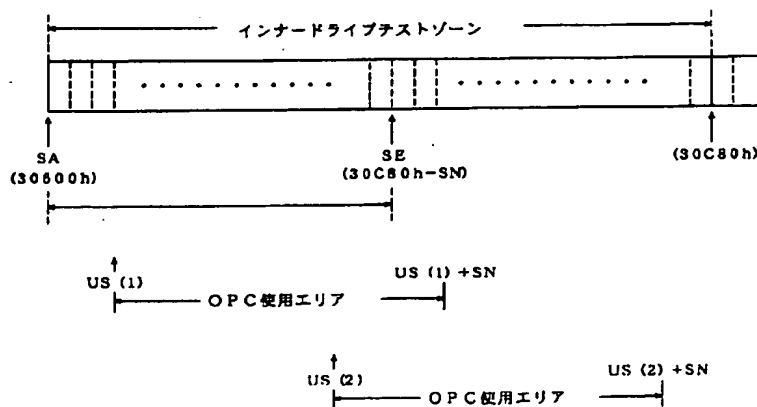 インナードライブテストゾーン
SA
(30600h)
SE
(30C80h-SN)
(30C80h)
US (1)
US (1) +SN
OPC使用エリア
US (2)
US (2) +SN
OPC使用エリア